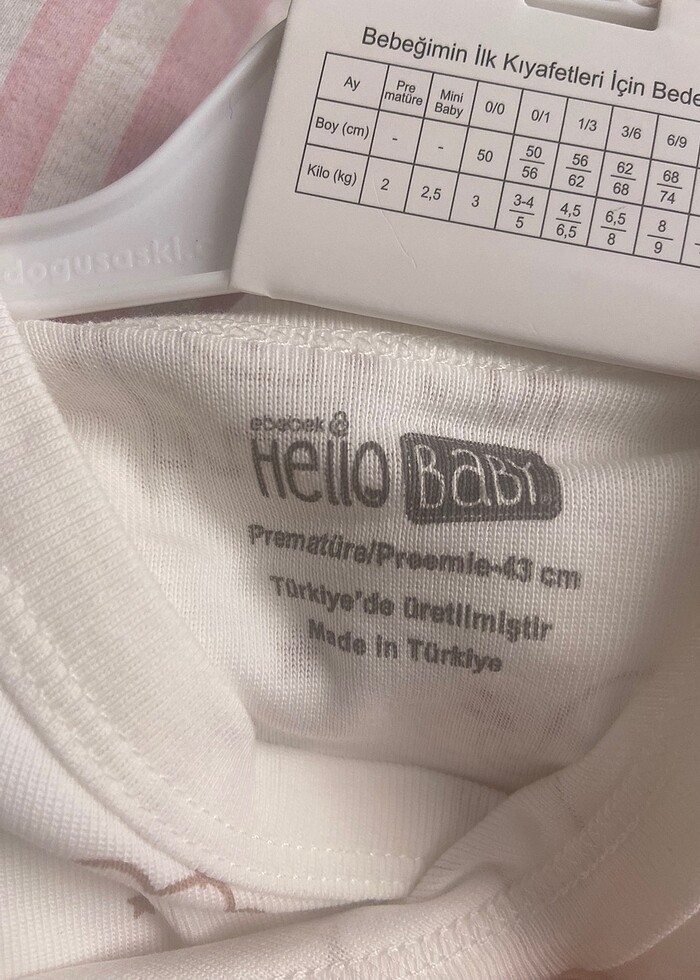 Bebeğimin İlk Kıyafetleri İçin Bede
Ay Pre matüre Mini Baby 0/0 0/1 1/3 3/6 6/9
Boy (cm) - - 50 50/56 56/62 62/68 68/74
Kilo (kg) 2 2,5 3 3-4/5 4,5/6,5 6,5/8 8/9
dogusaski.
ebebek
Hello BaBY
Prematüre/Preemie-43 cm
Türkiye'de üretilmiştir
Made in Türkiye